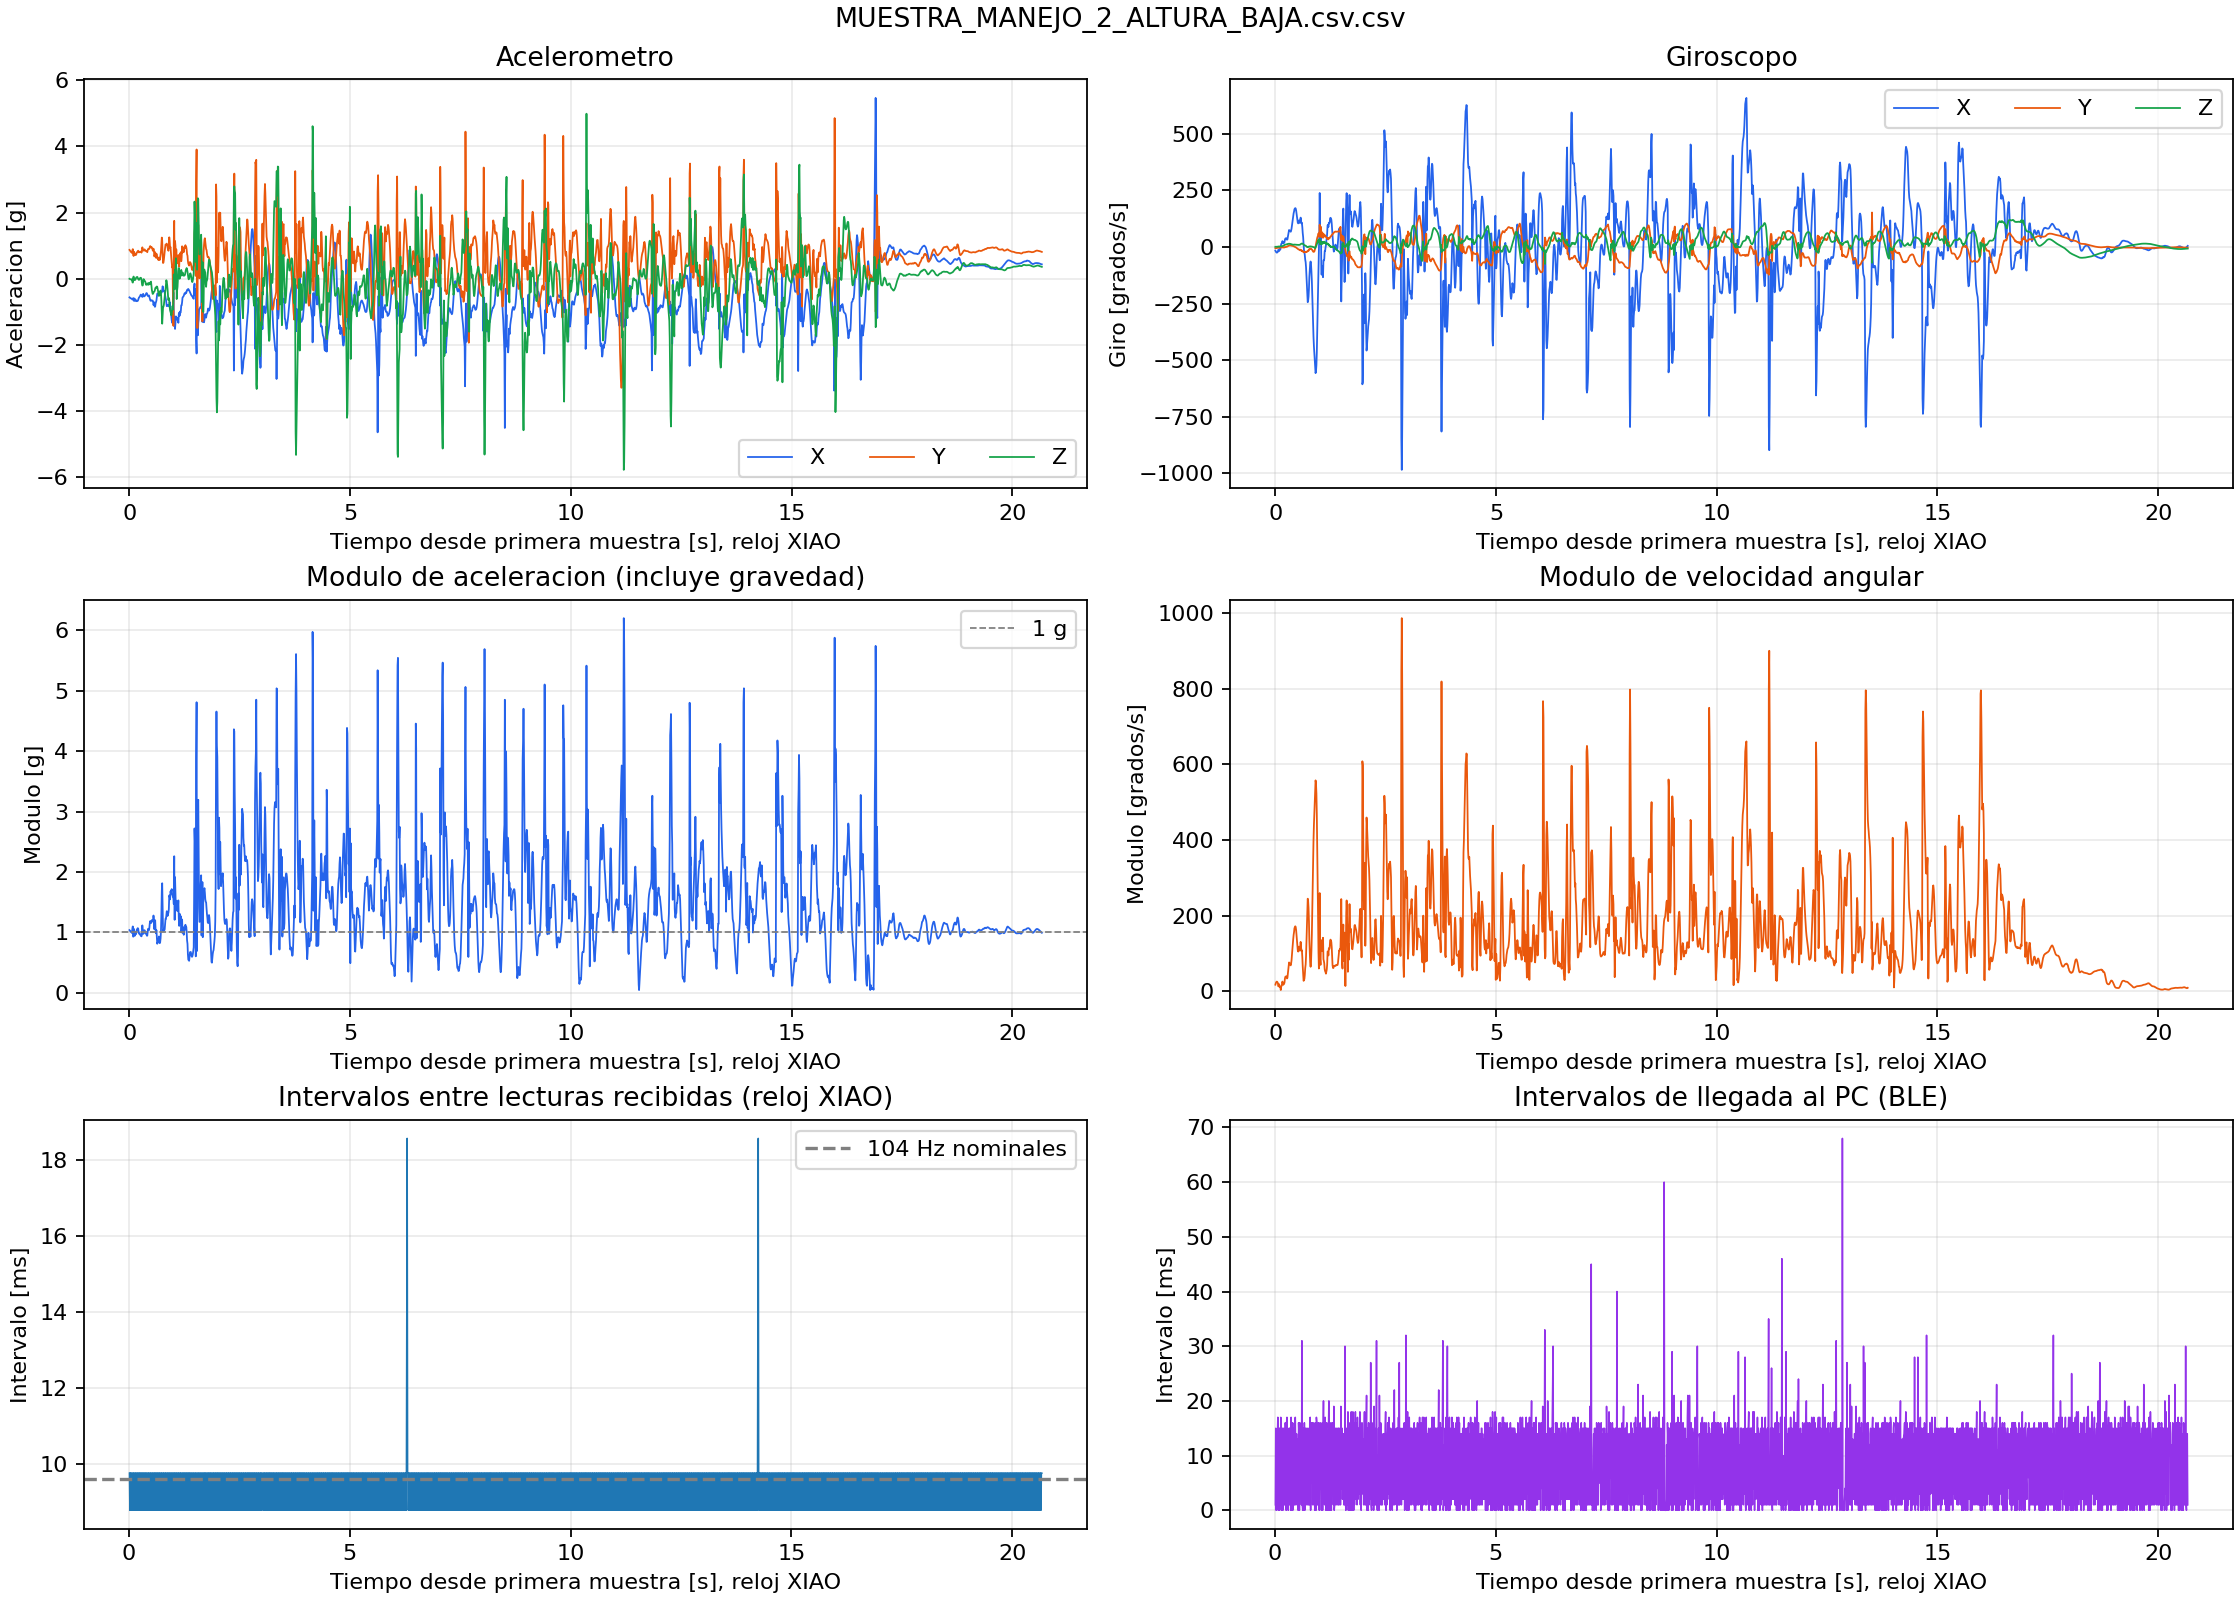 MUESTRA_MANEJO_2_ALTURA_BAJA.csv.csv
Acelerometro
Aceleracion [g]
6
4
2
0
−2
−4
−6
X Y Z
0 5 10 15 20
Tiempo desde primera muestra [s], reloj XIAO
Giroscopo
Giro [grados/s]
500
250
0
−250
−500
−750
−1000
X Y Z
0 5 10 15 20
Tiempo desde primera muestra [s], reloj XIAO
Modulo de aceleracion (incluye gravedad)
Modulo [g]
6
5
4
3
2
1
0
1 g
0 5 10 15 20
Tiempo desde primera muestra [s], reloj XIAO
Modulo de velocidad angular
Modulo [grados/s]
1000
800
600
400
200
0
0 5 10 15 20
Tiempo desde primera muestra [s], reloj XIAO
Intervalos entre lecturas recibidas (reloj XIAO)
Intervalo [ms]
18
16
14
12
10
104 Hz nominales
0 5 10 15 20
Tiempo desde primera muestra [s], reloj XIAO
Intervalos de llegada al PC (BLE)
Intervalo [ms]
70
60
50
40
30
20
10
0
0 5 10 15 20
Tiempo desde primera muestra [s], reloj XIAO